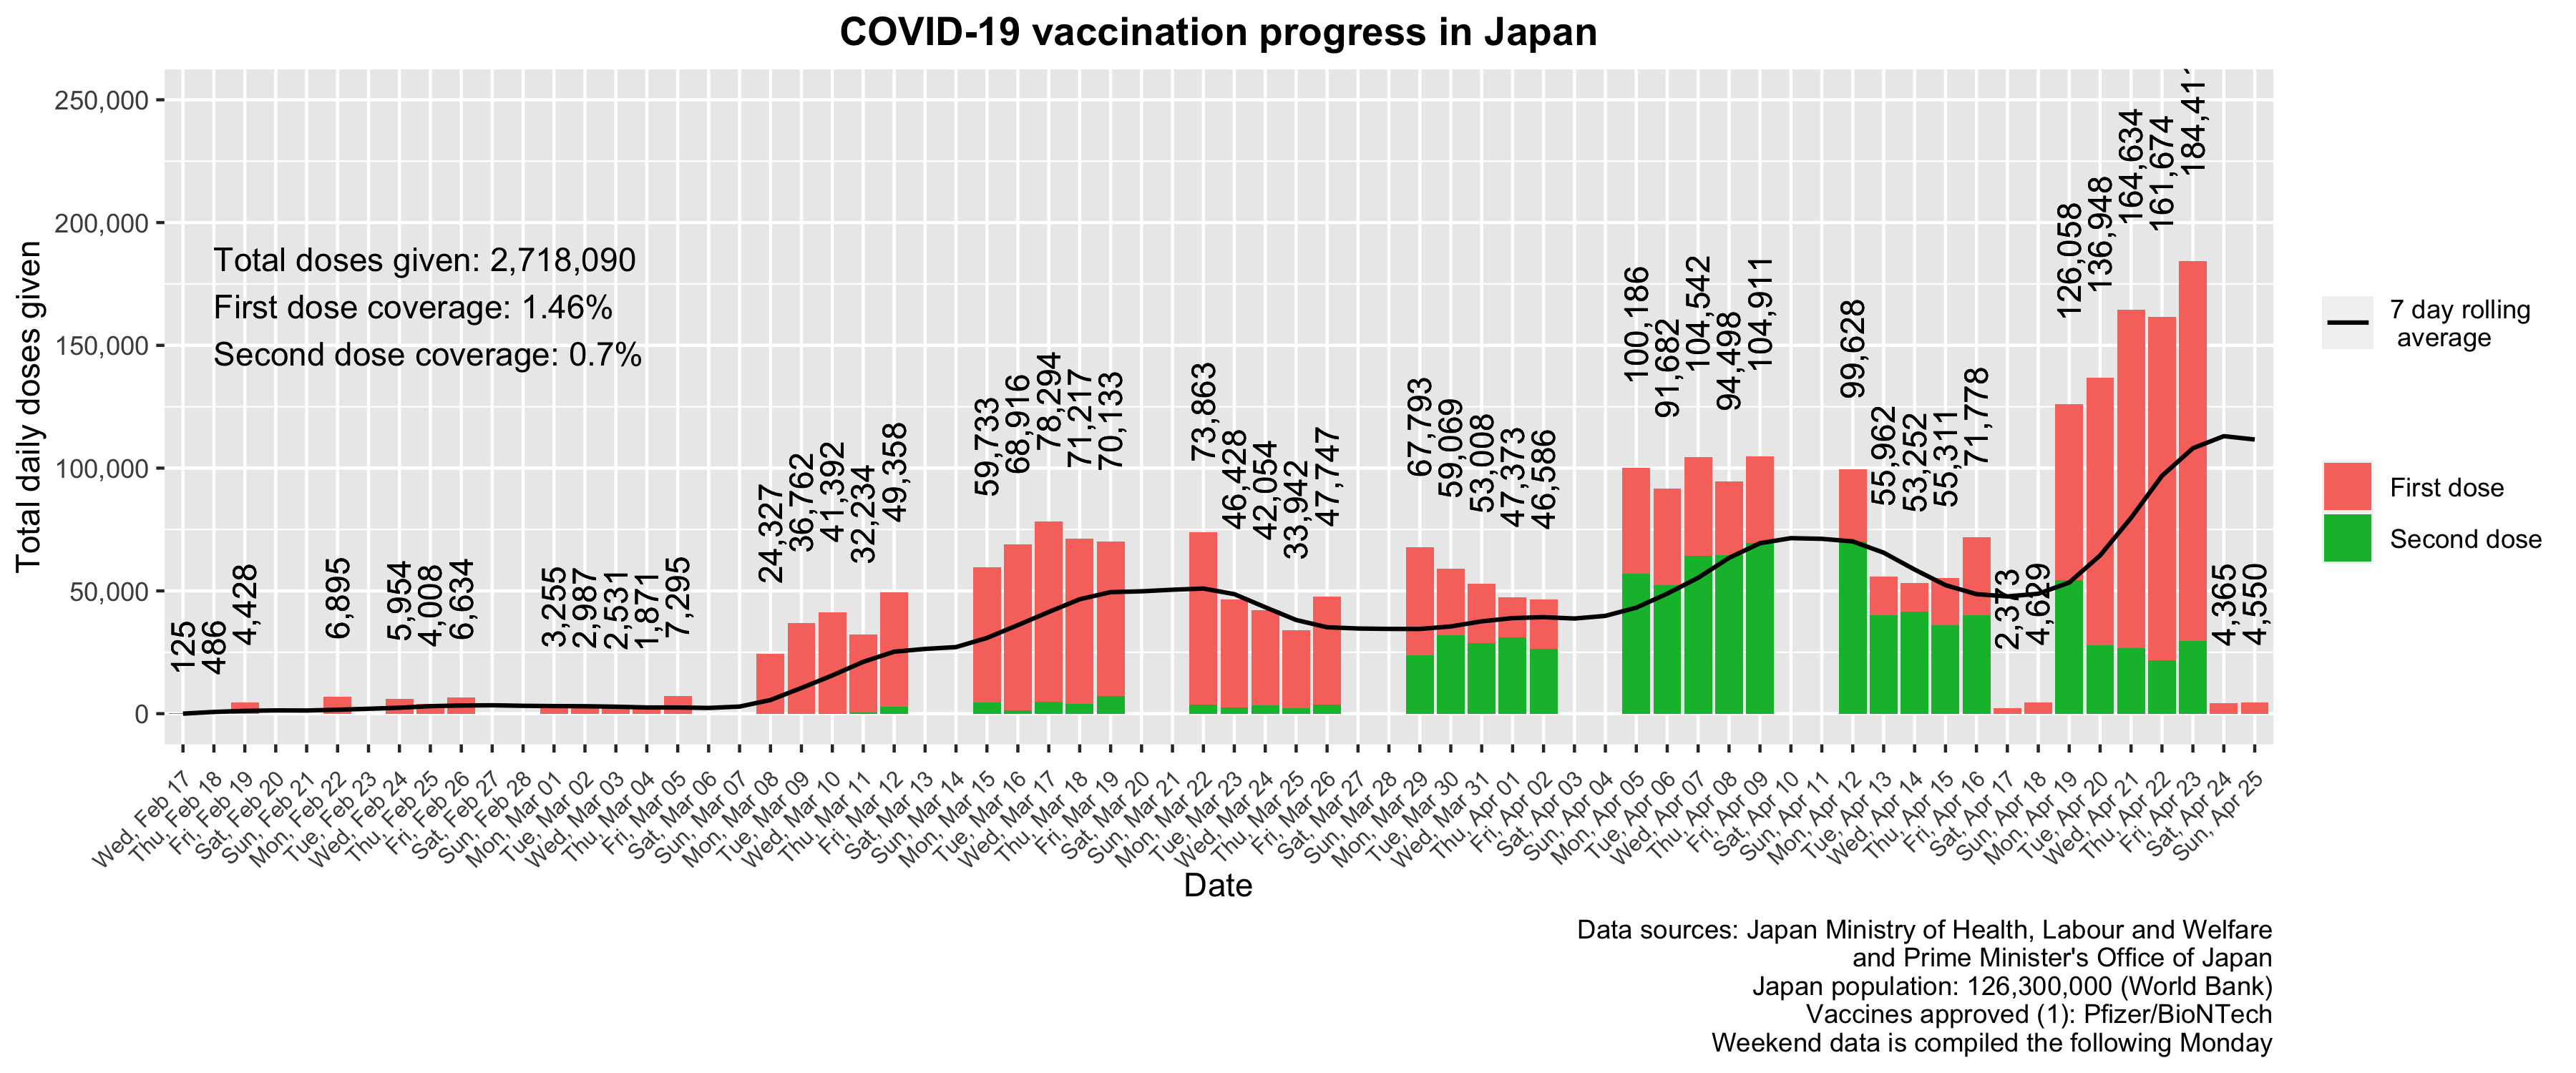 COVID-19 vaccination progress in Japan
Total daily doses given
250,000
200,000
150,000
100,000
50,000
0
Total doses given: 2,718,090
First dose coverage: 1.46%
Second dose coverage: 0.7%
125
486
4,428
6,895
5,954
4,008
6,634
3,255
2,987
2,531
1,871
7,295
24,327
36,762
41,392
32,234
49,358
59,733
68,916
78,294
71,217
70,133
73,863
46,428
42,054
33,942
47,747
67,793
59,069
53,008
47,373
46,586
100,186
91,682
104,542
94,498
104,911
99,628
55,962
53,252
55,311
71,778
2,373
4,629
126,058
136,948
164,634
161,674
4,365
4,550
Wed, Feb 17
Thu, Feb 18
Fri, Feb 19
Sat, Feb 20
Sun, Feb 21
Mon, Feb 22
Tue, Feb 23
Wed, Feb 24
Thu, Feb 25
Fri, Feb 26
Sat, Feb 27
Sun, Feb 28
Mon, Mar 01
Tue, Mar 02
Wed, Mar 03
Thu, Mar 04
Fri, Mar 05
Sat, Mar 06
Sun, Mar 07
Mon, Mar 08
Tue, Mar 09
Wed, Mar 10
Thu, Mar 11
Fri, Mar 12
Sat, Mar 13
Sun, Mar 14
Mon, Mar 15
Tue, Mar 16
Wed, Mar 17
Thu, Mar 18
Fri, Mar 19
Sat, Mar 20
Sun, Mar 21
Mon, Mar 22
Tue, Mar 23
Wed, Mar 24
Thu, Mar 25
Fri, Mar 26
Sat, Mar 27
Sun, Mar 28
Mon, Mar 29
Tue, Mar 30
Wed, Mar 31
Thu, Apr 01
Fri, Apr 02
Sat, Apr 03
Sun, Apr 04
Mon, Apr 05
Tue, Apr 06
Wed, Apr 07
Thu, Apr 08
Fri, Apr 09
Sat, Apr 10
Sun, Apr 11
Mon, Apr 12
Tue, Apr 13
Wed, Apr 14
Thu, Apr 15
Fri, Apr 16
Sat, Apr 17
Sun, Apr 18
Mon, Apr 19
Tue, Apr 20
Wed, Apr 21
Thu, Apr 22
Fri, Apr 23
Sat, Apr 24
Sun, Apr 25
Date
7 day rolling
average
First dose
Second dose
Data sources: Japan Ministry of Health, Labour and Welfare
and Prime Minister's Office of Japan
Japan population: 126,300,000 (World Bank)
Vaccines approved (1): Pfizer/BioNTech
Weekend data is compiled the following Monday